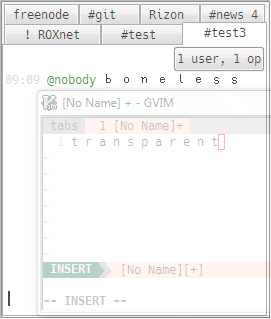 freenode #git Rizon #news 4
! ROXnet #test #test3
1 user, 1 op
09:09 @nobody b o n e l e s s
[No Name] + - GVIM
tabs 1 [No Name]+
1 t r a n s p a r e n t
~
~
~
~
~
~
~
INSERT [No Name][+]
-- INSERT --